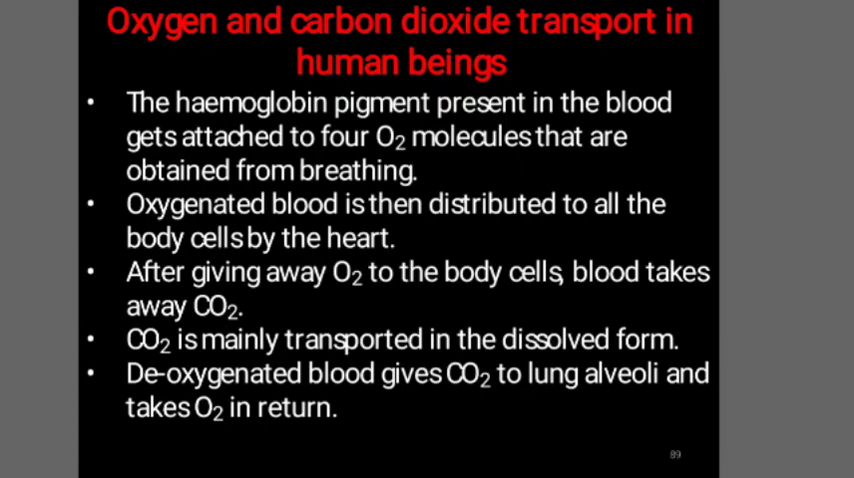 Oxygen and carbon dioxide transport in
human beings
• The haemoglobin pigment present in the blood
gets attached to four O₂ molecules that are
obtained from breathing.
• Oxygenated blood is then distributed to all the
body cells by the heart.
• After giving away O₂ to the body cells, blood takes
away CO₂.
• CO₂ is mainly transported in the dissolved form.
• De-oxygenated blood gives CO₂ to lung alveoli and
takes O₂ in return.
89